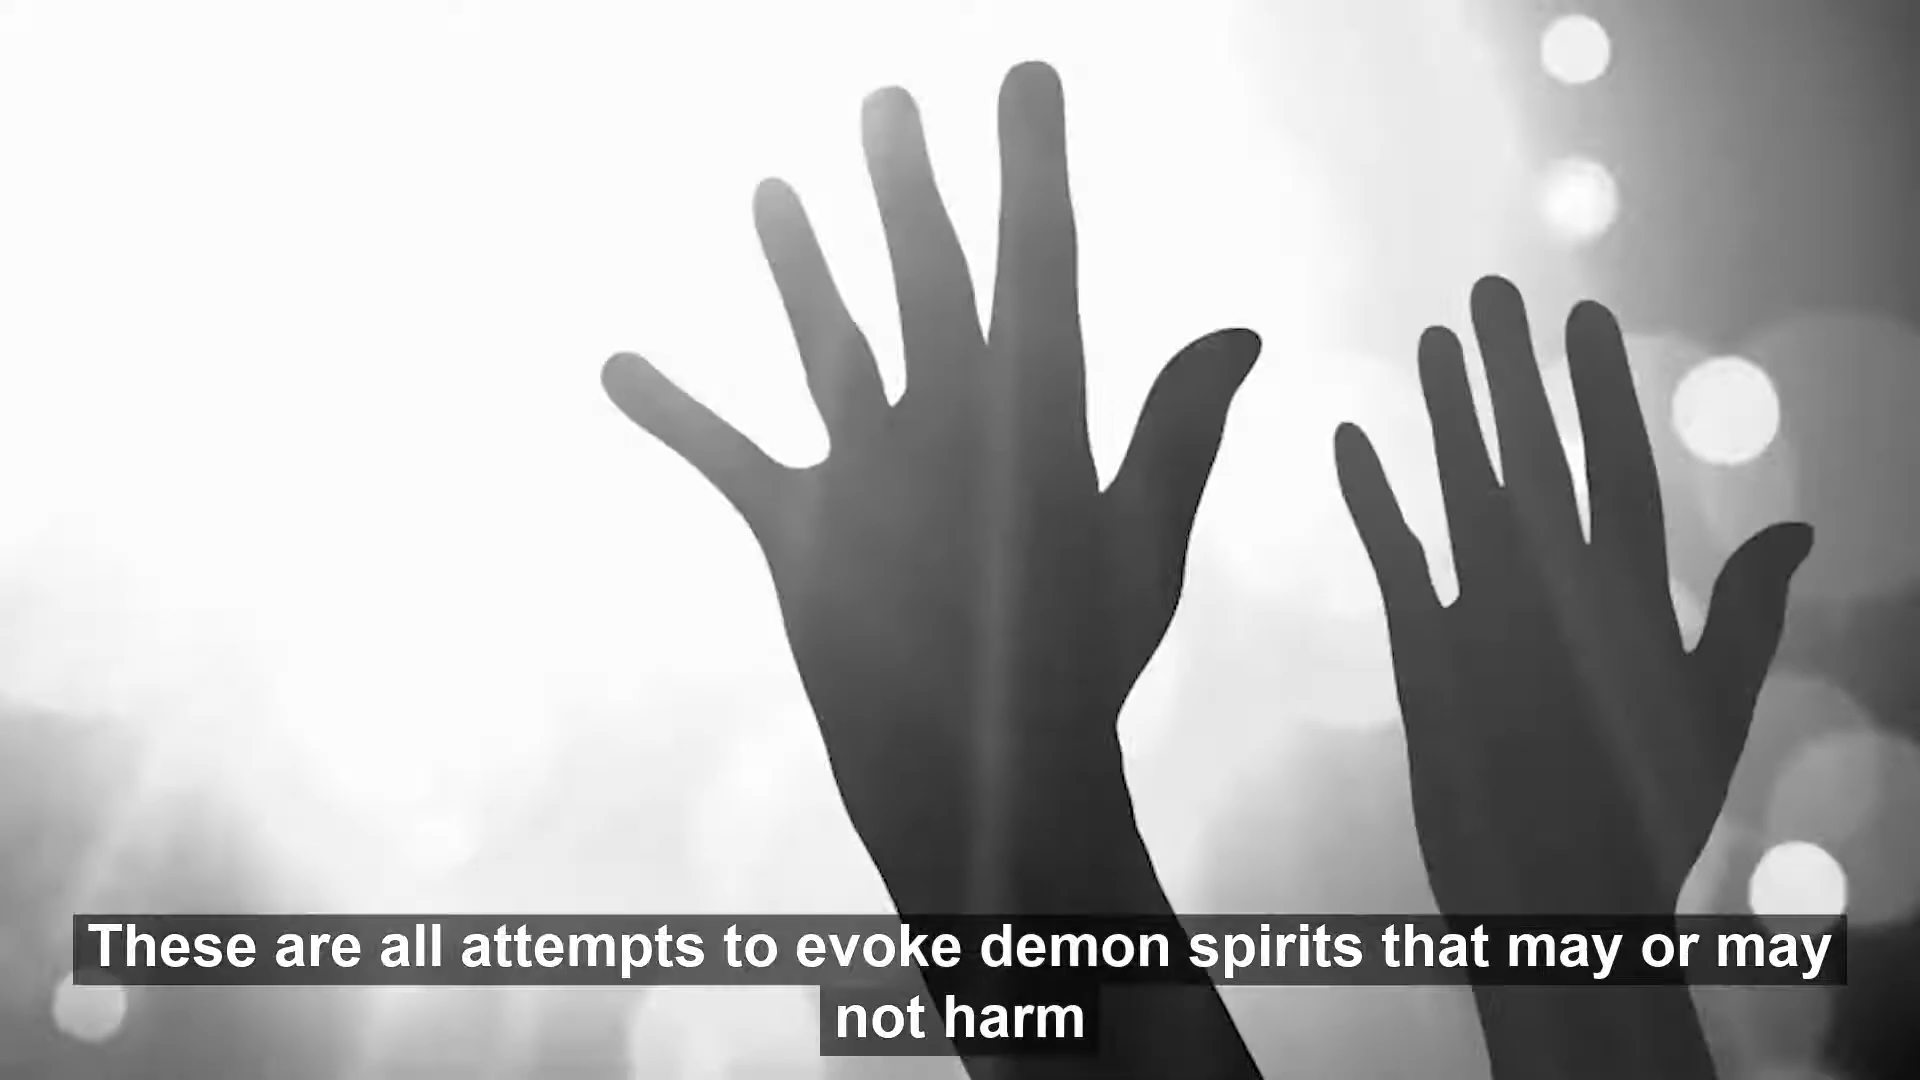 These are all attempts to evoke demon spirits that may or may
not harm